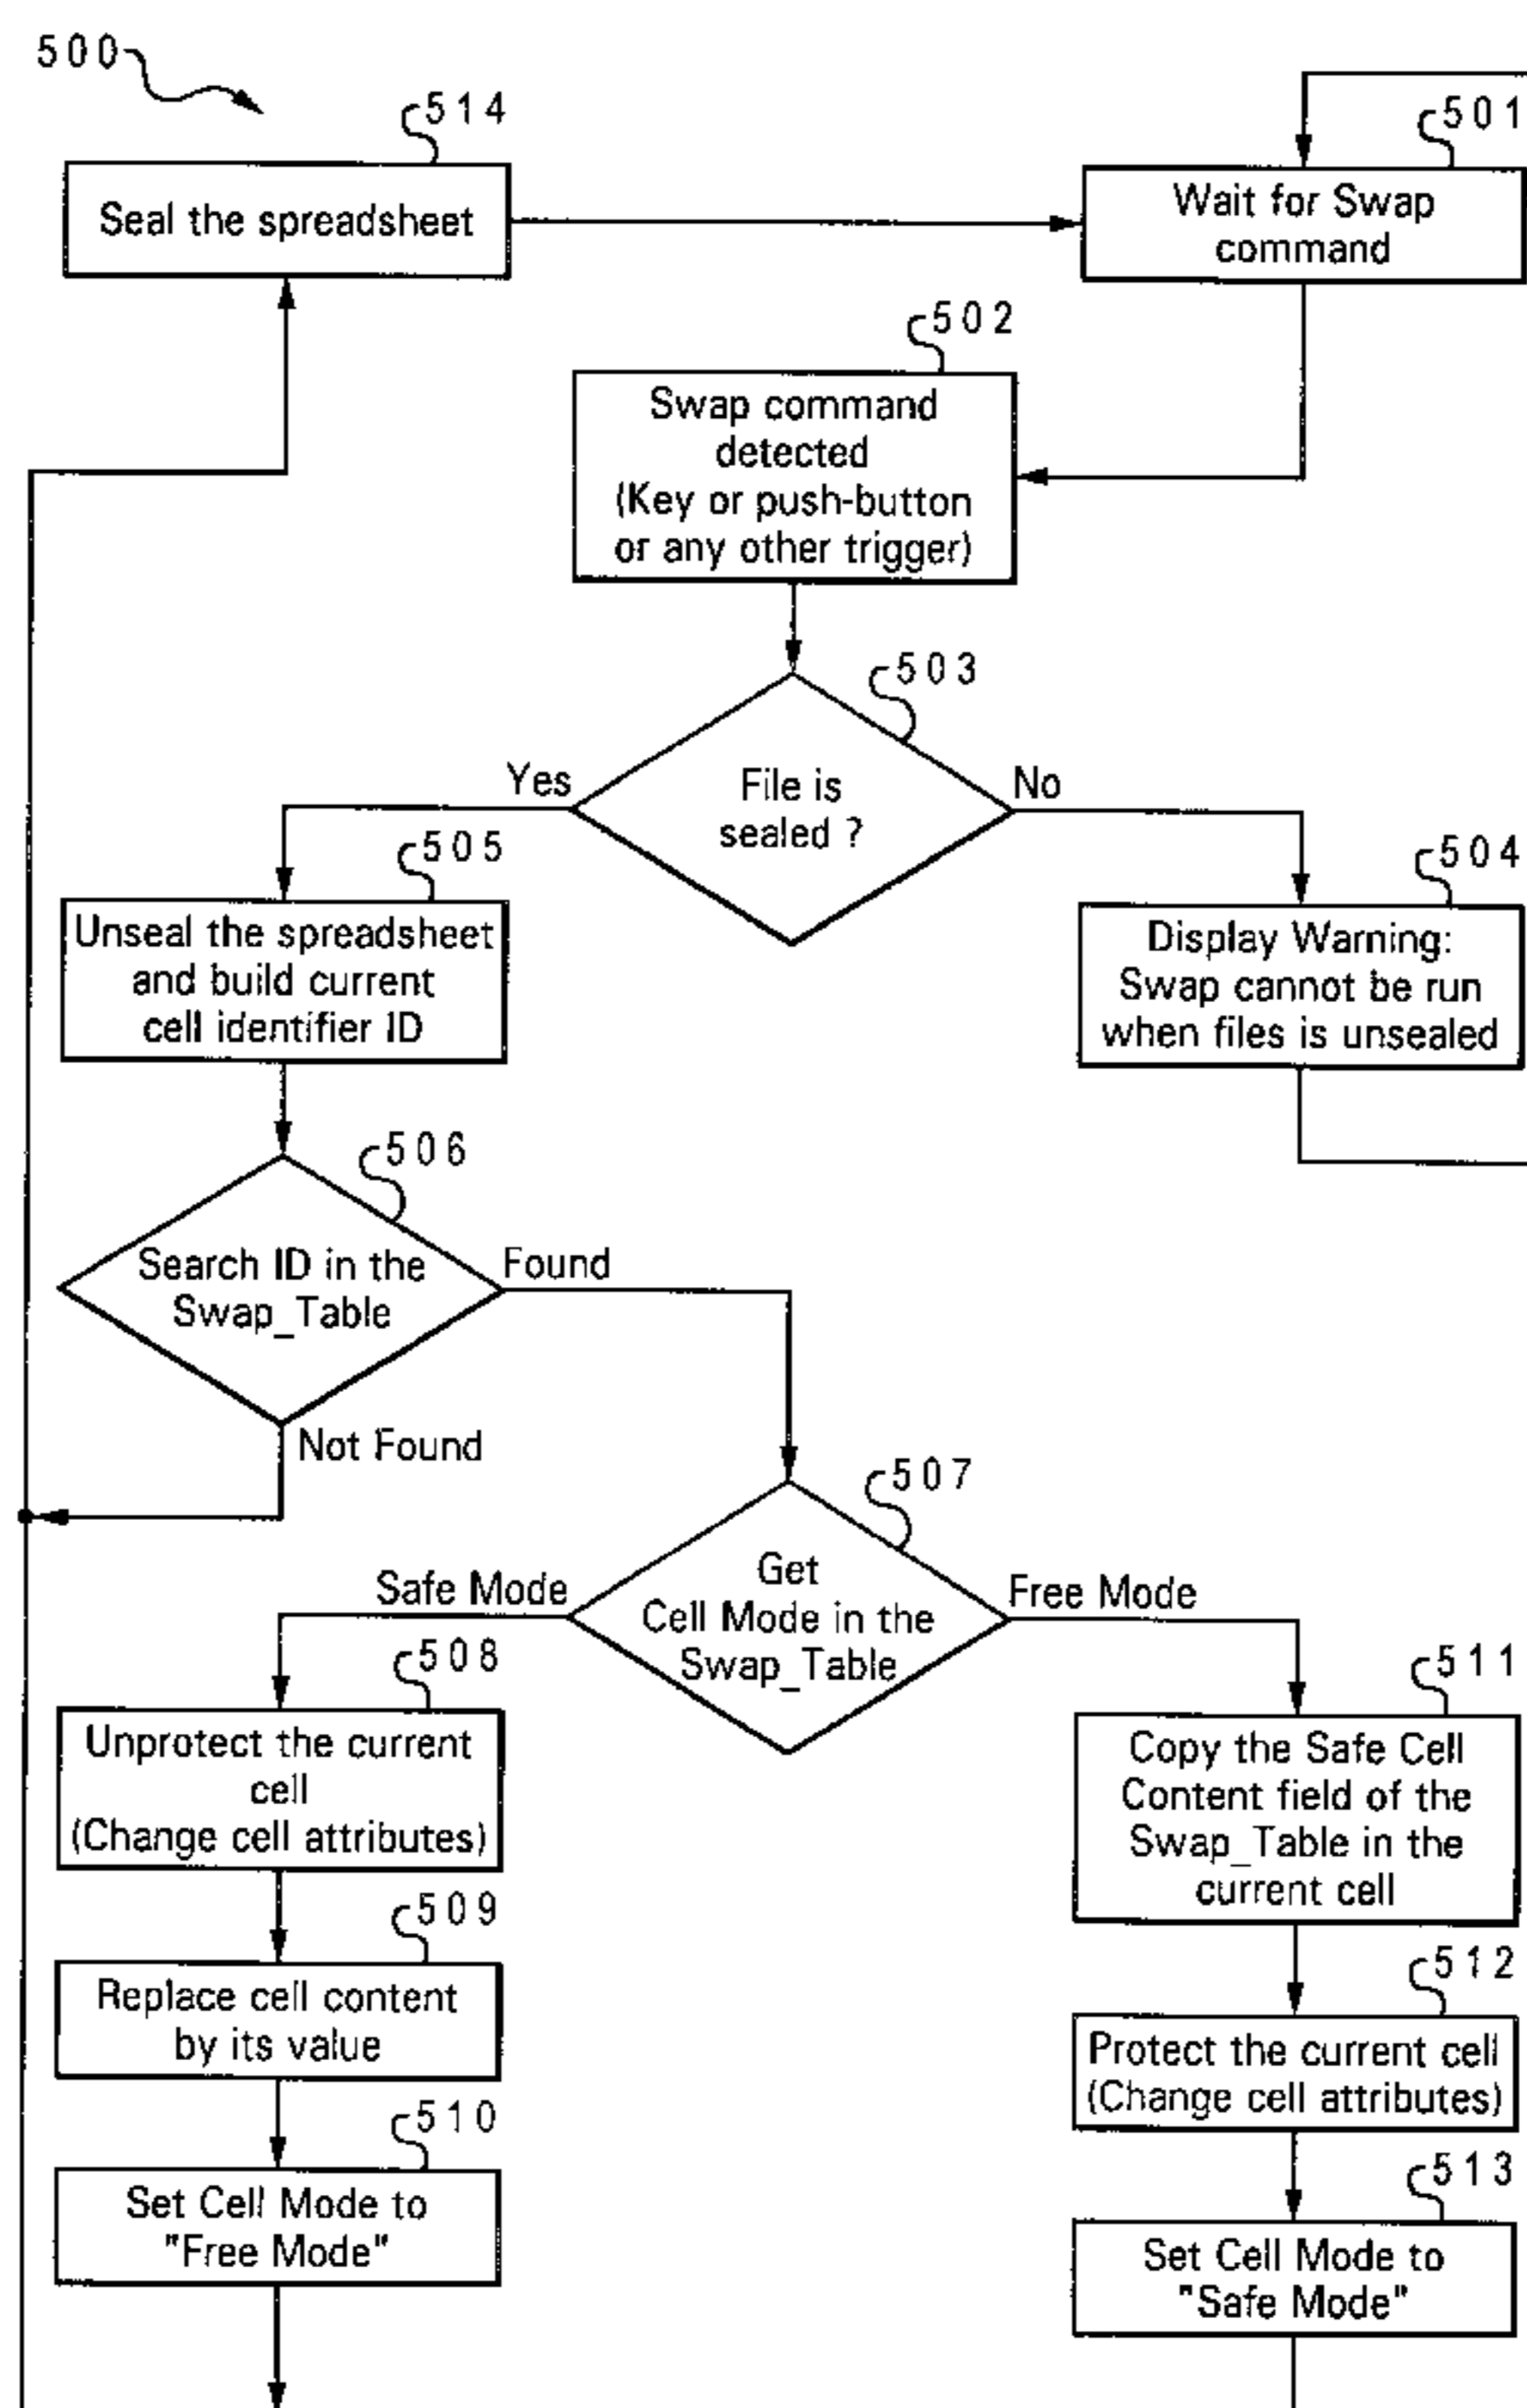 500
514
Seal the spreadsheet
501
Wait for Swap
command
502
Swap command
detected
(Key or push-button
or any other trigger)
503
File is
sealed ?
Yes
No
505
Unseal the spreadsheet
and build current
cell identifier ID
504
Display Warning:
Swap cannot be run
when files is unsealed
506
Search ID in the
Swap_Table
Found
Not Found
507
Get
Cell Mode in the
Swap_Table
Safe Mode
Free Mode
508
Unprotect the current
cell
(Change cell attributes)
511
Copy the Safe Cell
Content field of the
Swap_Table in the
current cell
509
Replace cell content
by its value
512
Protect the current cell
(Change cell attributes)
510
Set Cell Mode to
"Free Mode"
513
Set Cell Mode to
"Safe Mode"